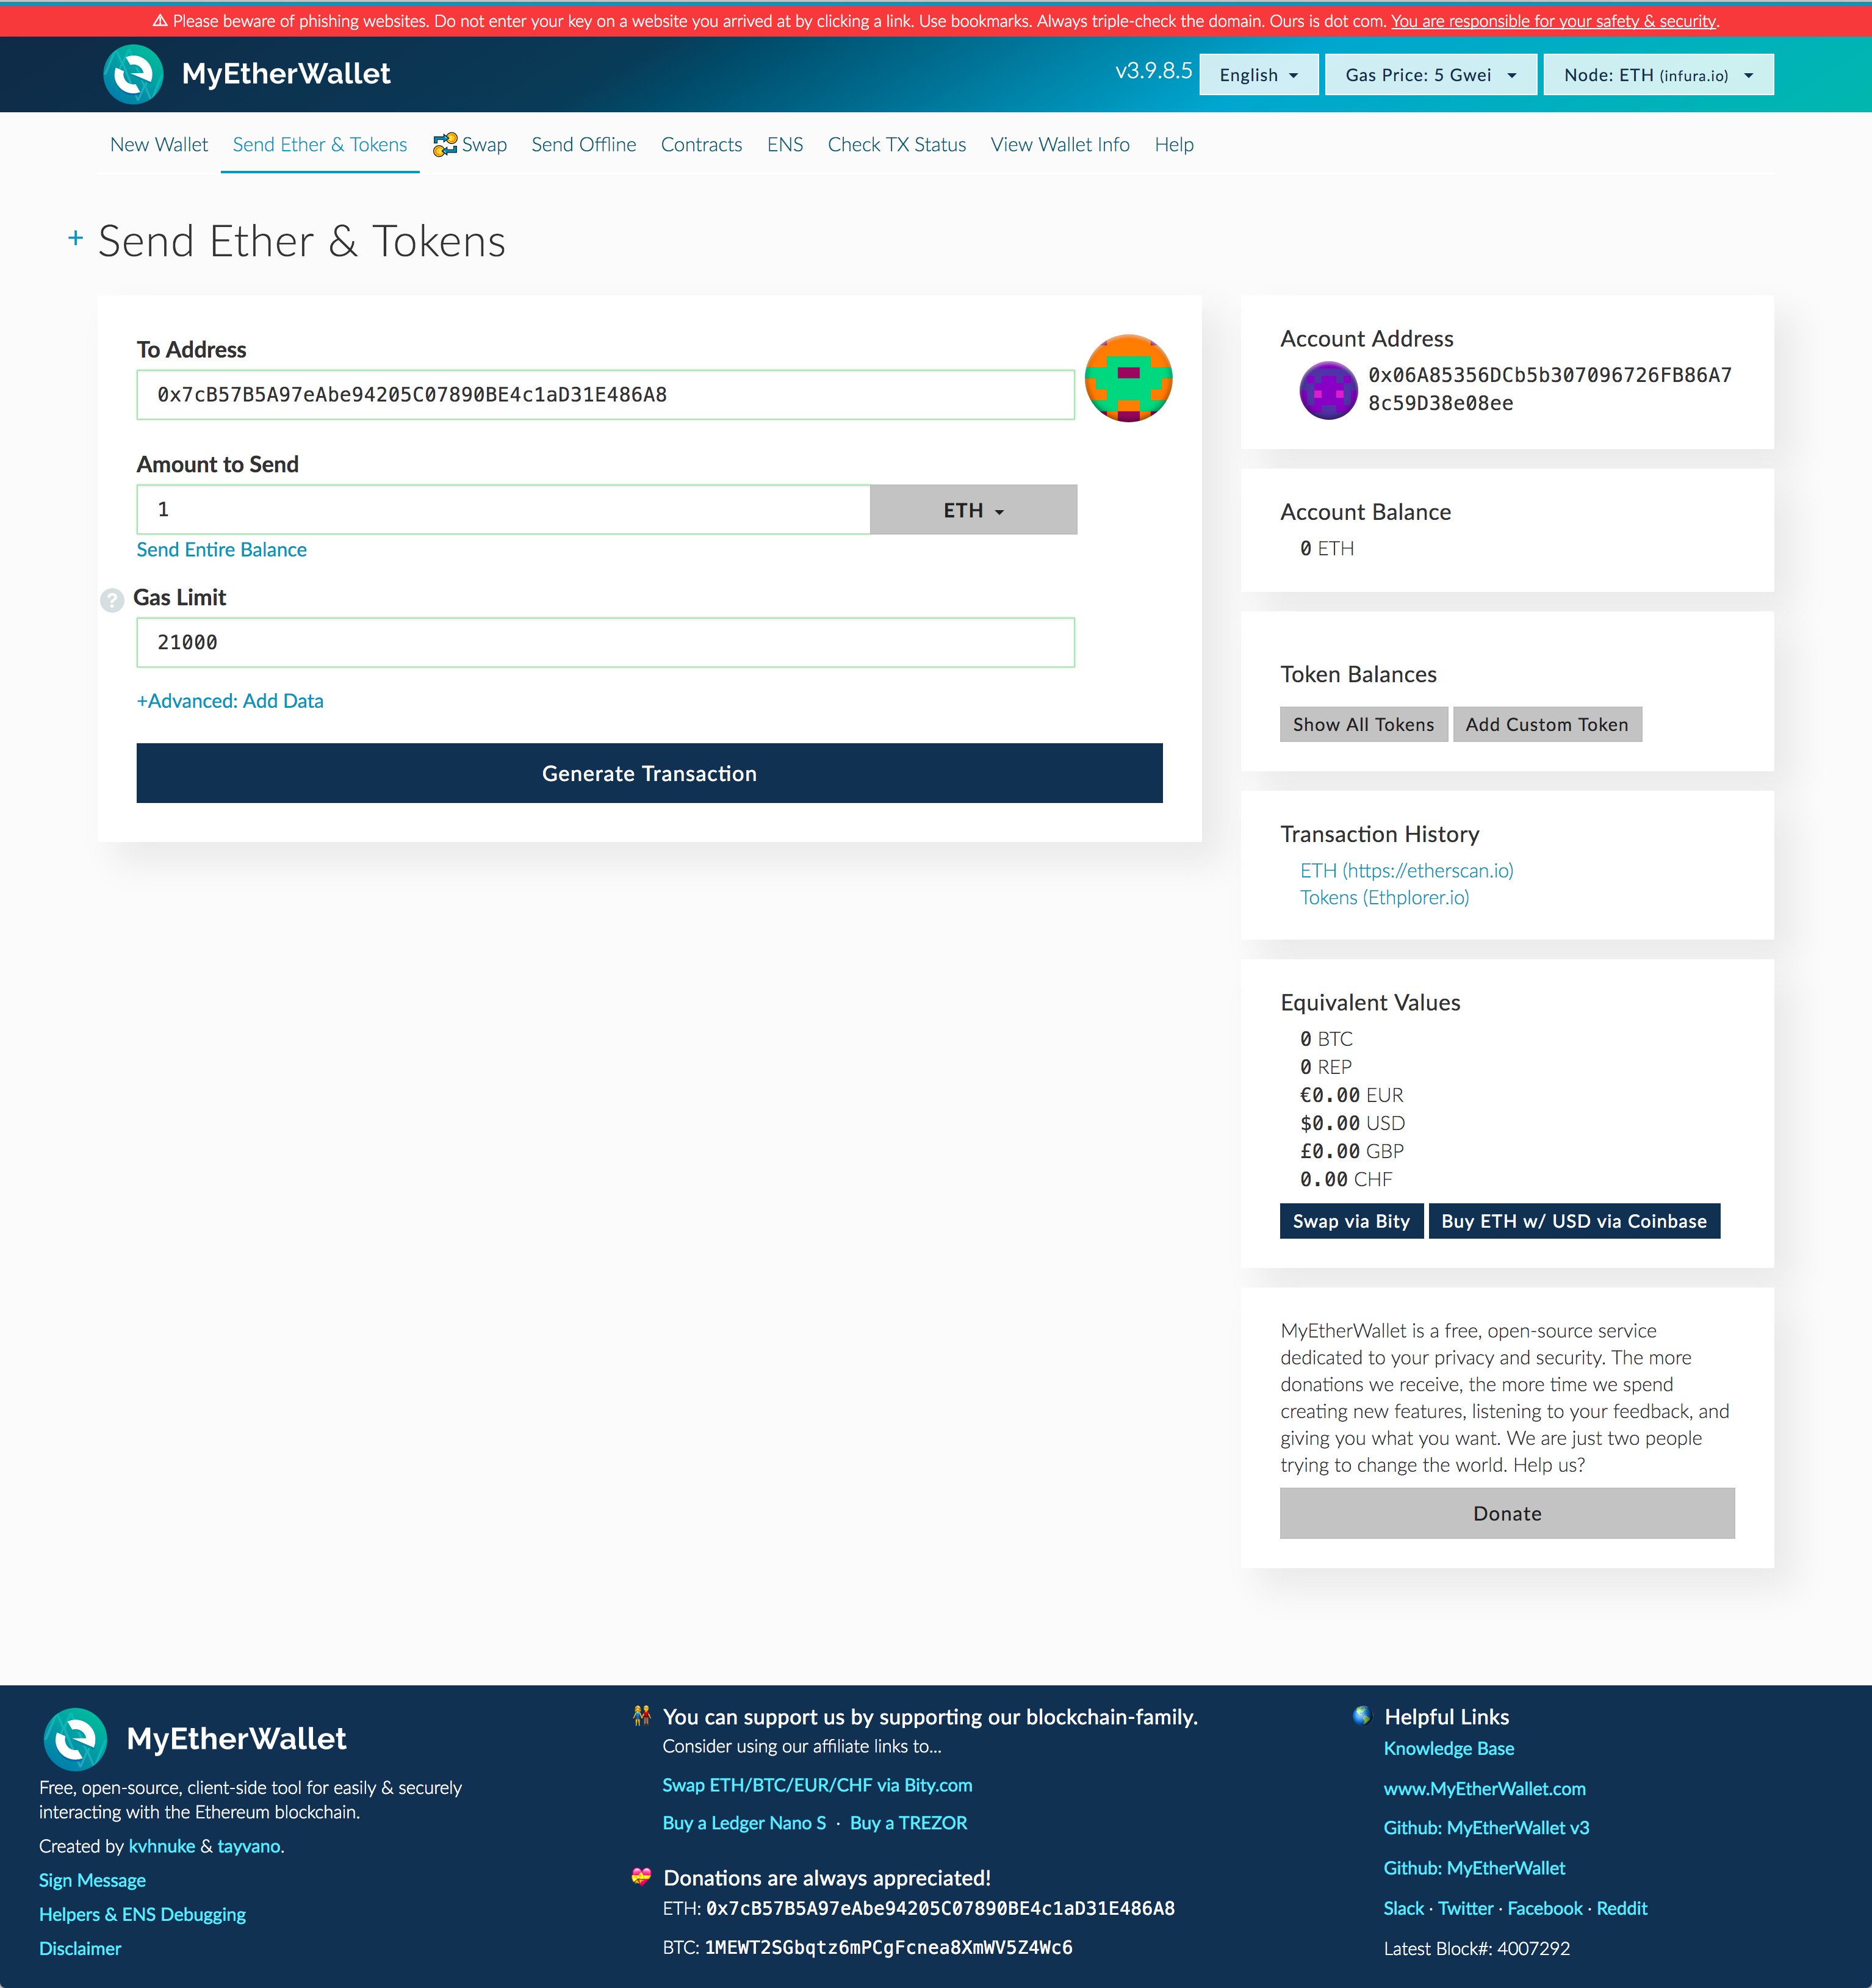 ⚠ Please beware of phishing websites. Do not enter your key on a website you arrived at by clicking a link. Use bookmarks. Always triple-check the domain. Ours is dot com. You are responsible for your safety & security.
MyEtherWallet
v3.9.8.5
English
Gas Price: 5 Gwei
Node: ETH (infura.io)
New Wallet
Send Ether & Tokens
Swap
Send Offline
Contracts
ENS
Check TX Status
View Wallet Info
Help
+ Send Ether & Tokens
To Address
0x7cB57B5A97eAbe94205C07890BE4c1aD31E486A8
Amount to Send
1
ETH
Send Entire Balance
? Gas Limit
21000
+Advanced: Add Data
Generate Transaction
Account Address
0x06A85356DCb5b307096726FB86A7
8c59D38e08ee
Account Balance
0 ETH
Token Balances
Show All Tokens
Add Custom Token
Transaction History
ETH (https://etherscan.io)
Tokens (Ethplorer.io)
Equivalent Values
0 BTC
0 REP
€0.00 EUR
$0.00 USD
£0.00 GBP
0.00 CHF
Swap via Bity
Buy ETH w/ USD via Coinbase
MyEtherWallet is a free, open-source service
dedicated to your privacy and security. The more
donations we receive, the more time we spend
creating new features, listening to your feedback, and
giving you what you want. We are just two people
trying to change the world. Help us?
Donate
MyEtherWallet
Free, open-source, client-side tool for easily & securely
interacting with the Ethereum blockchain.
Created by kvhnuke & tayvano.
Sign Message
Helpers & ENS Debugging
Disclaimer
You can support us by supporting our blockchain-family.
Consider using our affiliate links to...
Swap ETH/BTC/EUR/CHF via Bity.com
Buy a Ledger Nano S · Buy a TREZOR
Donations are always appreciated!
ETH: 0x7cB57B5A97eAbe94205C07890BE4c1aD31E486A8
BTC: 1MEWT2SGbqtz6mPCgFcnea8XmWV5Z4Wc6
Helpful Links
Knowledge Base
www.MyEtherWallet.com
Github: MyEtherWallet v3
Github: MyEtherWallet
Slack · Twitter · Facebook · Reddit
Latest Block#: 4007292